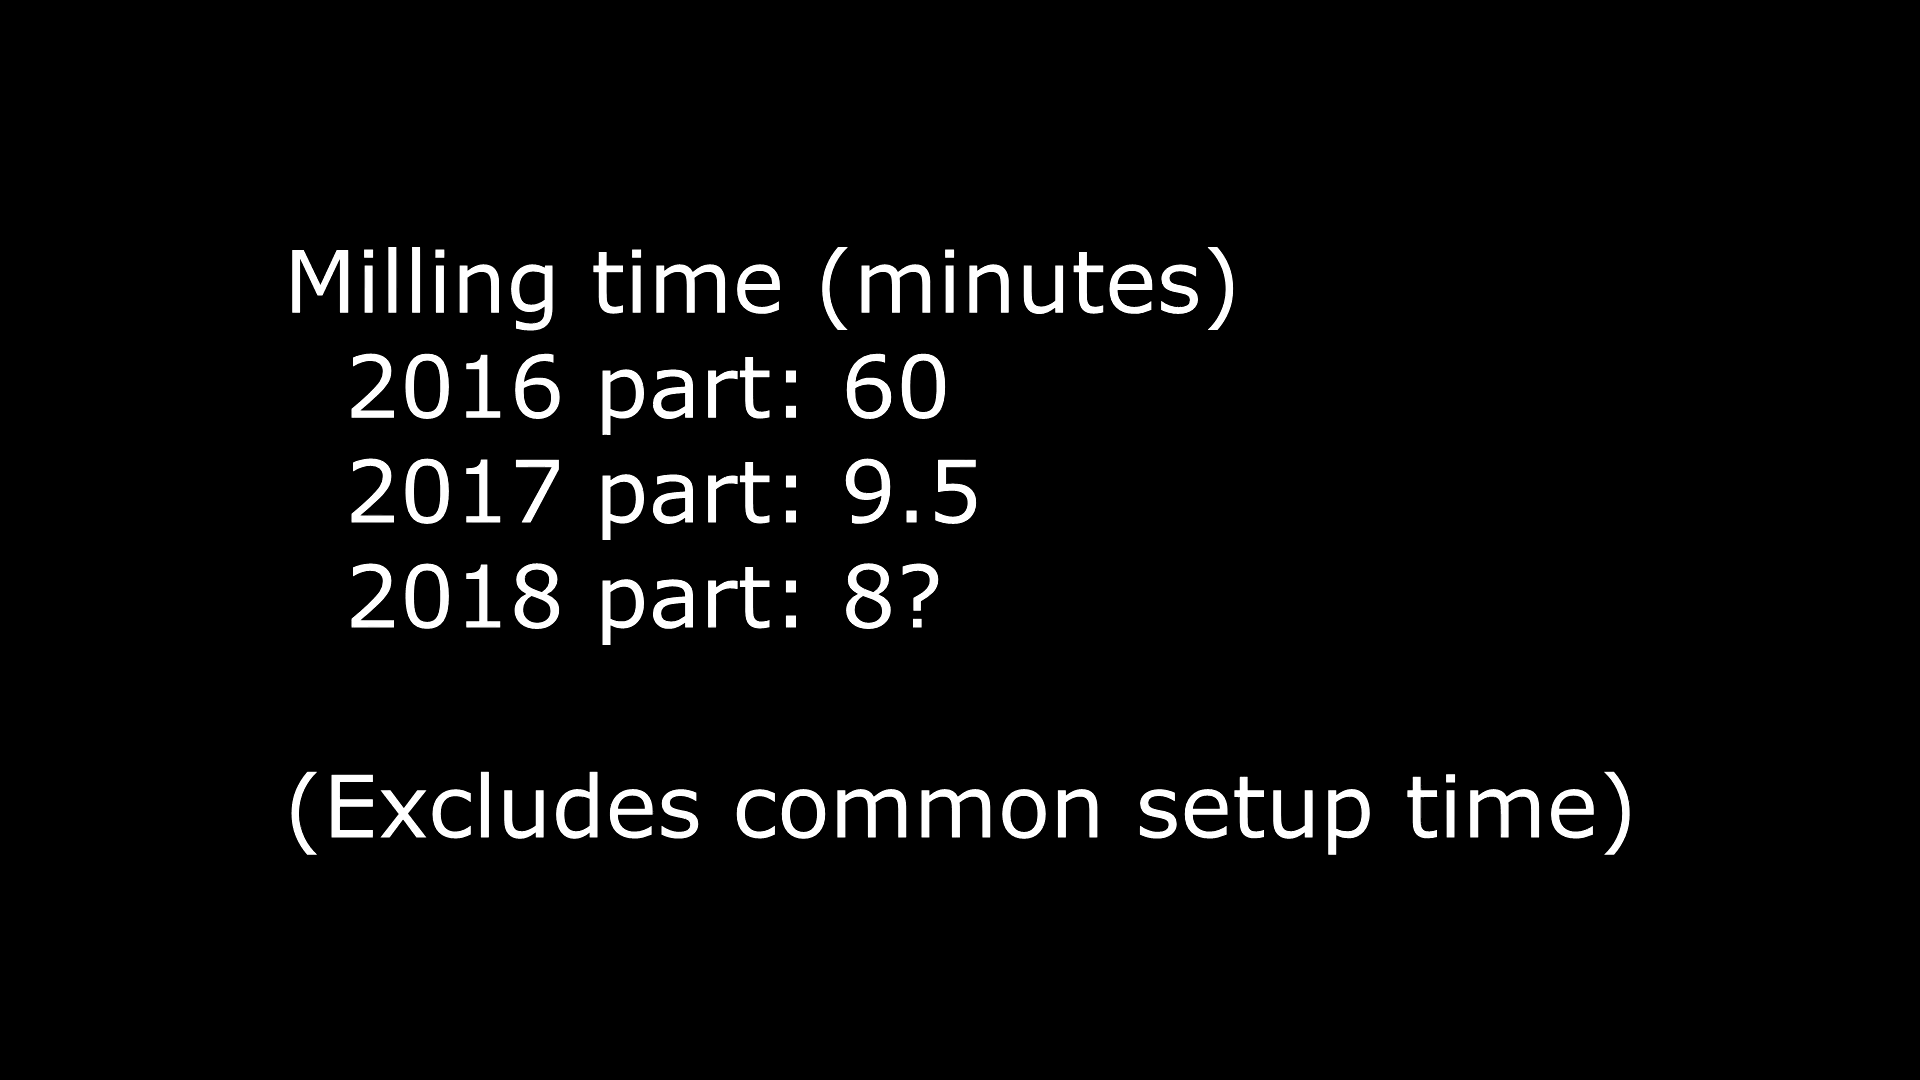 Milling time (minutes)
2016 part: 60
2017 part: 9.5
2018 part: 8?
(Excludes common setup time)